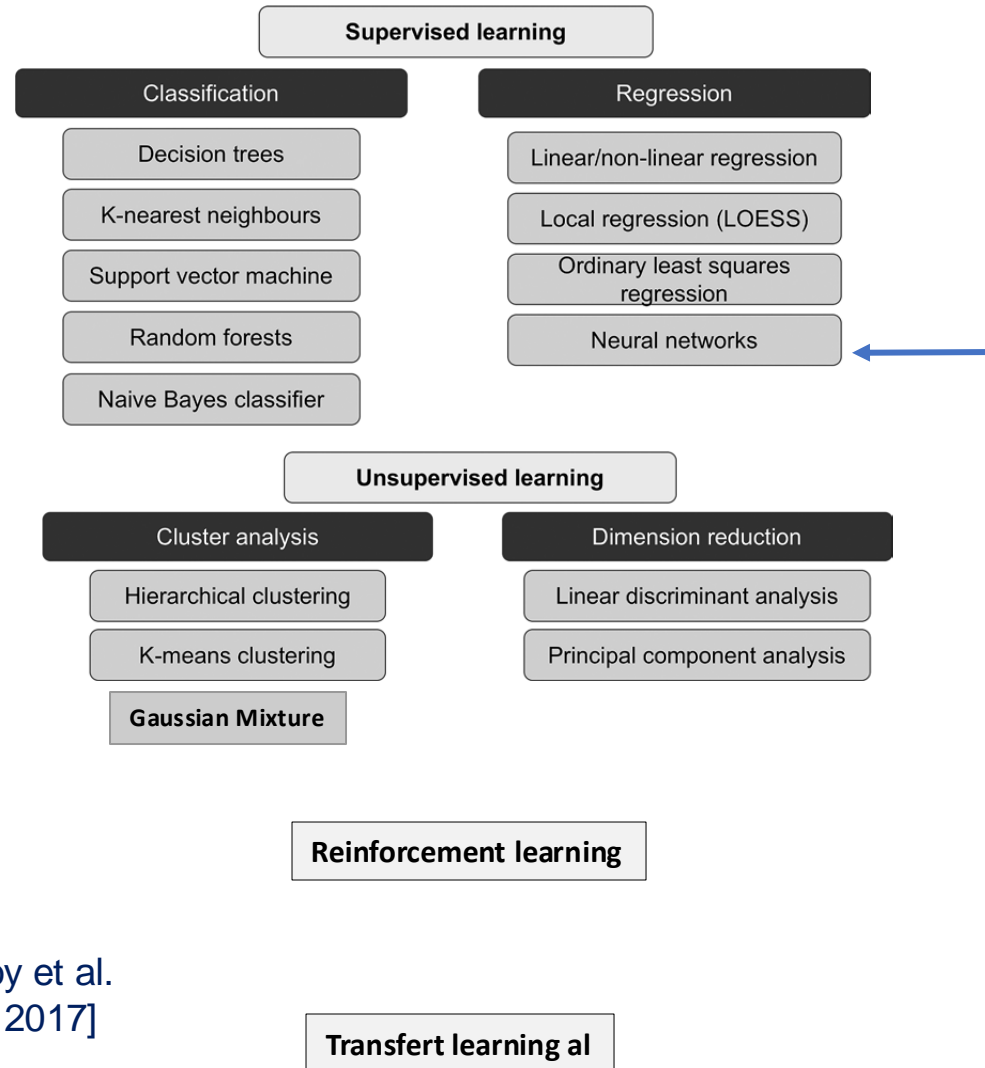 Supervised learning
Classification
Decision trees
K-nearest neighbours
Support vector machine
Random forests
Naive Bayes classifier
Regression
Linear/non-linear regression
Local regression (LOESS)
Ordinary least squares
regression
Neural networks
Unsupervised learning
Cluster analysis
Hierarchical clustering
K-means clustering
Gaussian Mixture
Dimension reduction
Linear discriminant analysis
Principal component analysis
Reinforcement learning
et al.
2017]
Transfert learning al